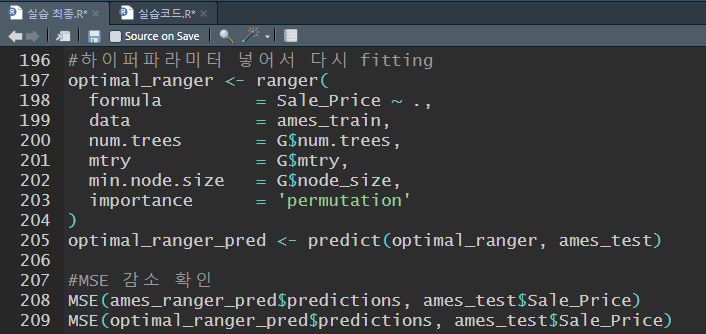 실습 최종.R*
실습코드.R*
Source on Save
196 #하이퍼파라미터 넣어서 다시 fitting
197 optimal_ranger <- ranger(
198   formula         = Sale_Price ~ .,
199   data            = ames_train,
200   num.trees       = G$num.trees,
201   mtry            = G$mtry,
202   min.node.size   = G$node_size,
203   importance      = 'permutation'
204 )
205 optimal_ranger_pred <- predict(optimal_ranger, ames_test)
206
207 #MSE 감소 확인
208 MSE(ames_ranger_pred$predictions, ames_test$Sale_Price)
209 MSE(optimal_ranger_pred$predictions, ames_test$Sale_Price)